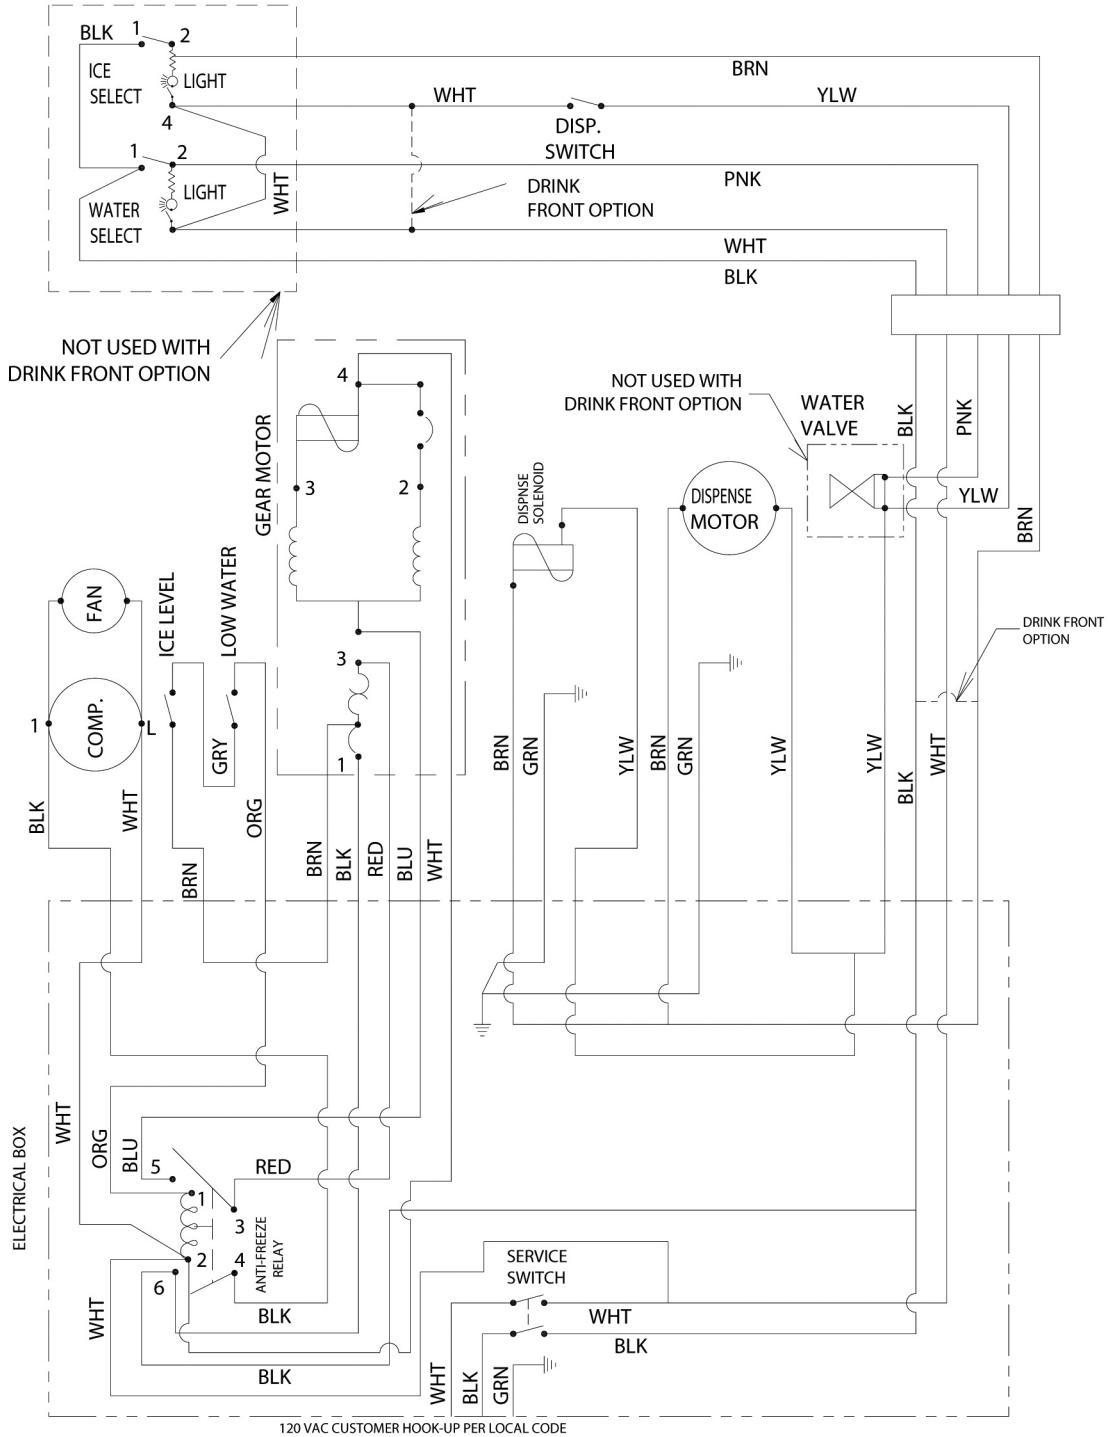 BLK 1 2
ICE
SELECT
LIGHT
4
BRN
WHT
YLW
DISP.
SWITCH
1 2
LIGHT
WATER
SELECT
WHT
PNK
DRINK
FRONT OPTION
WHT
BLK
NOT USED WITH
DRINK FRONT OPTION
GEAR MOTOR
4
3
2
3
1
NOT USED WITH
DRINK FRONT OPTION
WATER
VALVE
BLK
PNK
YLW
BRN
DISPNSE
SOLENOID
DISPENSE
MOTOR
FAN
COMP.
1
L
ICE LEVEL
LOW WATER
GRY
ORG
DRINK FRONT
OPTION
BLK
WHT
BRN
BRN
BLK
RED
BLU
WHT
BRN
GRN
YLW
BRN
GRN
YLW
YLW
BLK
WHT
ELECTRICAL BOX
WHT
ORG
BLU
5
RED
1
3
2
4
6
ANTI-FREEZE
RELAY
BLK
WHT
BLK
SERVICE
SWITCH
WHT
BLK
WHT
BLK
GRN
120 VAC CUSTOMER HOOK-UP PER LOCAL CODE